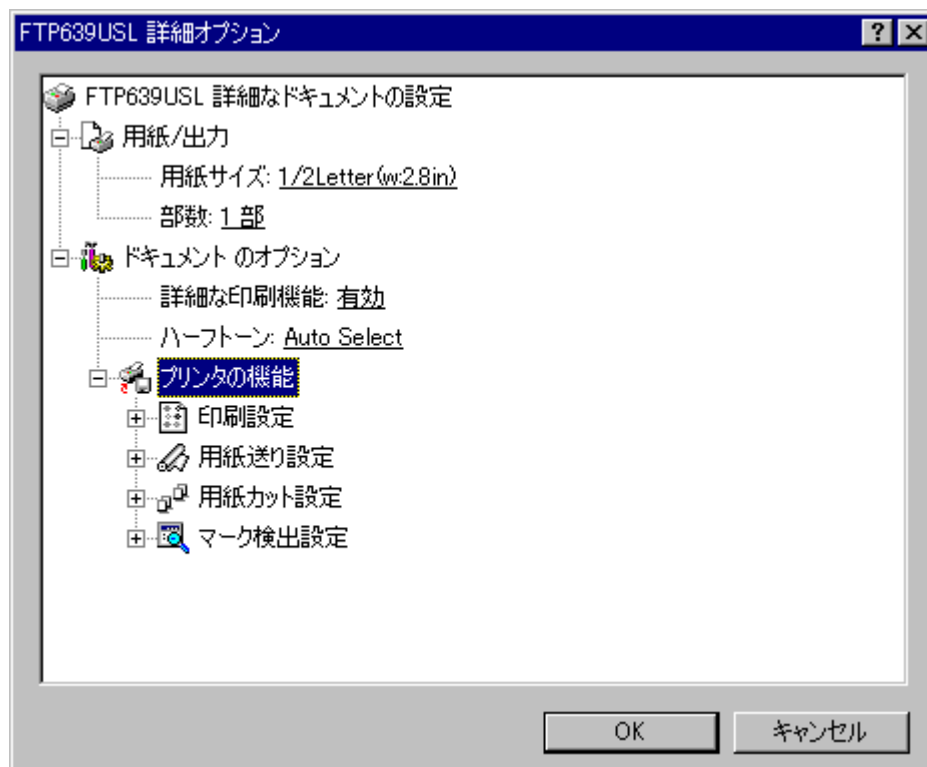 FTP639USL 詳細オプション
FTP639USL 詳細なドキュメントの設定
用紙/出力
用紙サイズ: 1/2Letter(w:2.8in)
部数: 1 部
ドキュメント のオプション
詳細な印刷機能: 有効
ハーフトーン: Auto Select
プリンタの機能
印刷設定
用紙送り設定
用紙カット設定
マーク検出設定
OK キャンセル